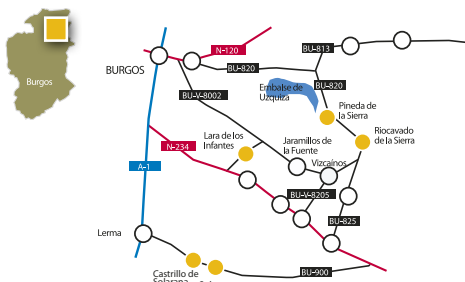 N-120
BU-813
BURGOS
BU-820
BU-820
Embalse de
Uzquiza
BU-V-8002
Burgos
Pineda de
la Sierra
Riocavado
de la Sierra
Lara de los
Infantes
Jaramillos de
la Fuente
N-234
Vizcaínos
A-1
BU-V-8205
BU-825
Lerma
BU-900
Castrillo de
Solarana